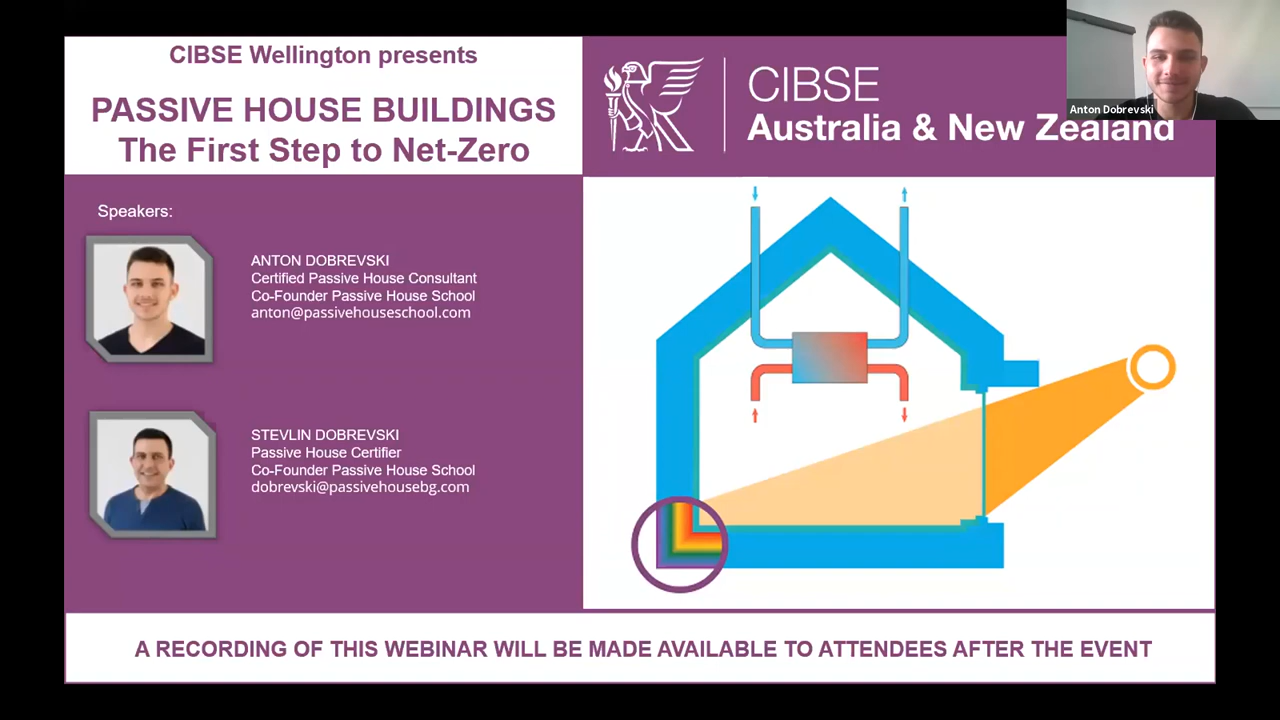 CIBSE Wellington presents
PASSIVE HOUSE BUILDINGS
The First Step to Net-Zero
CIBSE
Australia & New Zealand
Anton Dobrevski
Speakers:
ANTON DOBREVSKI
Certified Passive House Consultant
Co-Founder Passive House School
anton@passivehouseschool.com
STEVLIN DOBREVSKI
Passive House Certifier
Co-Founder Passive House School
dobrevski@passivehousebg.com
A RECORDING OF THIS WEBINAR WILL BE MADE AVAILABLE TO ATTENDEES AFTER THE EVENT